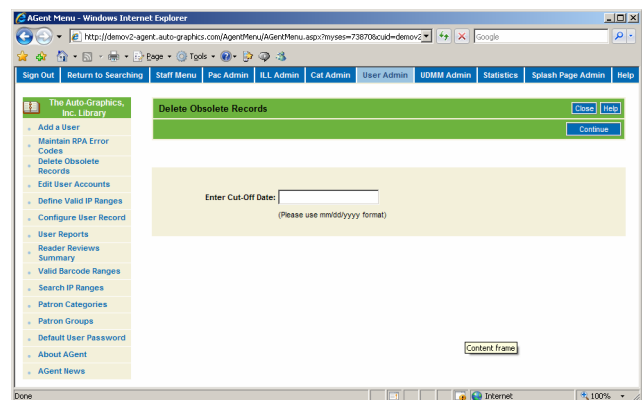 AGent Menu - Windows Internet Explorer
http://demov2-agent.auto-graphics.com/AgentMenu/AgentMenu.aspx?myses=73870&cuid=demov2
Google
Page Tools
Sign Out Return to Searching Staff Menu Pac Admin ILL Admin Cat Admin User Admin UDMM Admin Statistics Splash Page Admin Help
The Auto-Graphics, Inc. Library
Add a User
Maintain RPA Error Codes
Delete Obsolete Records
Edit User Accounts
Define Valid IP Ranges
Configure User Record
User Reports
Reader Reviews Summary
Valid Barcode Ranges
Search IP Ranges
Patron Categories
Patron Groups
Default User Password
About AGent
AGent News
Delete Obsolete Records
Close Help
Continue
Enter Cut-Off Date:
(Please use mm/dd/yyyy format)
Content frame
Done
Internet
100%